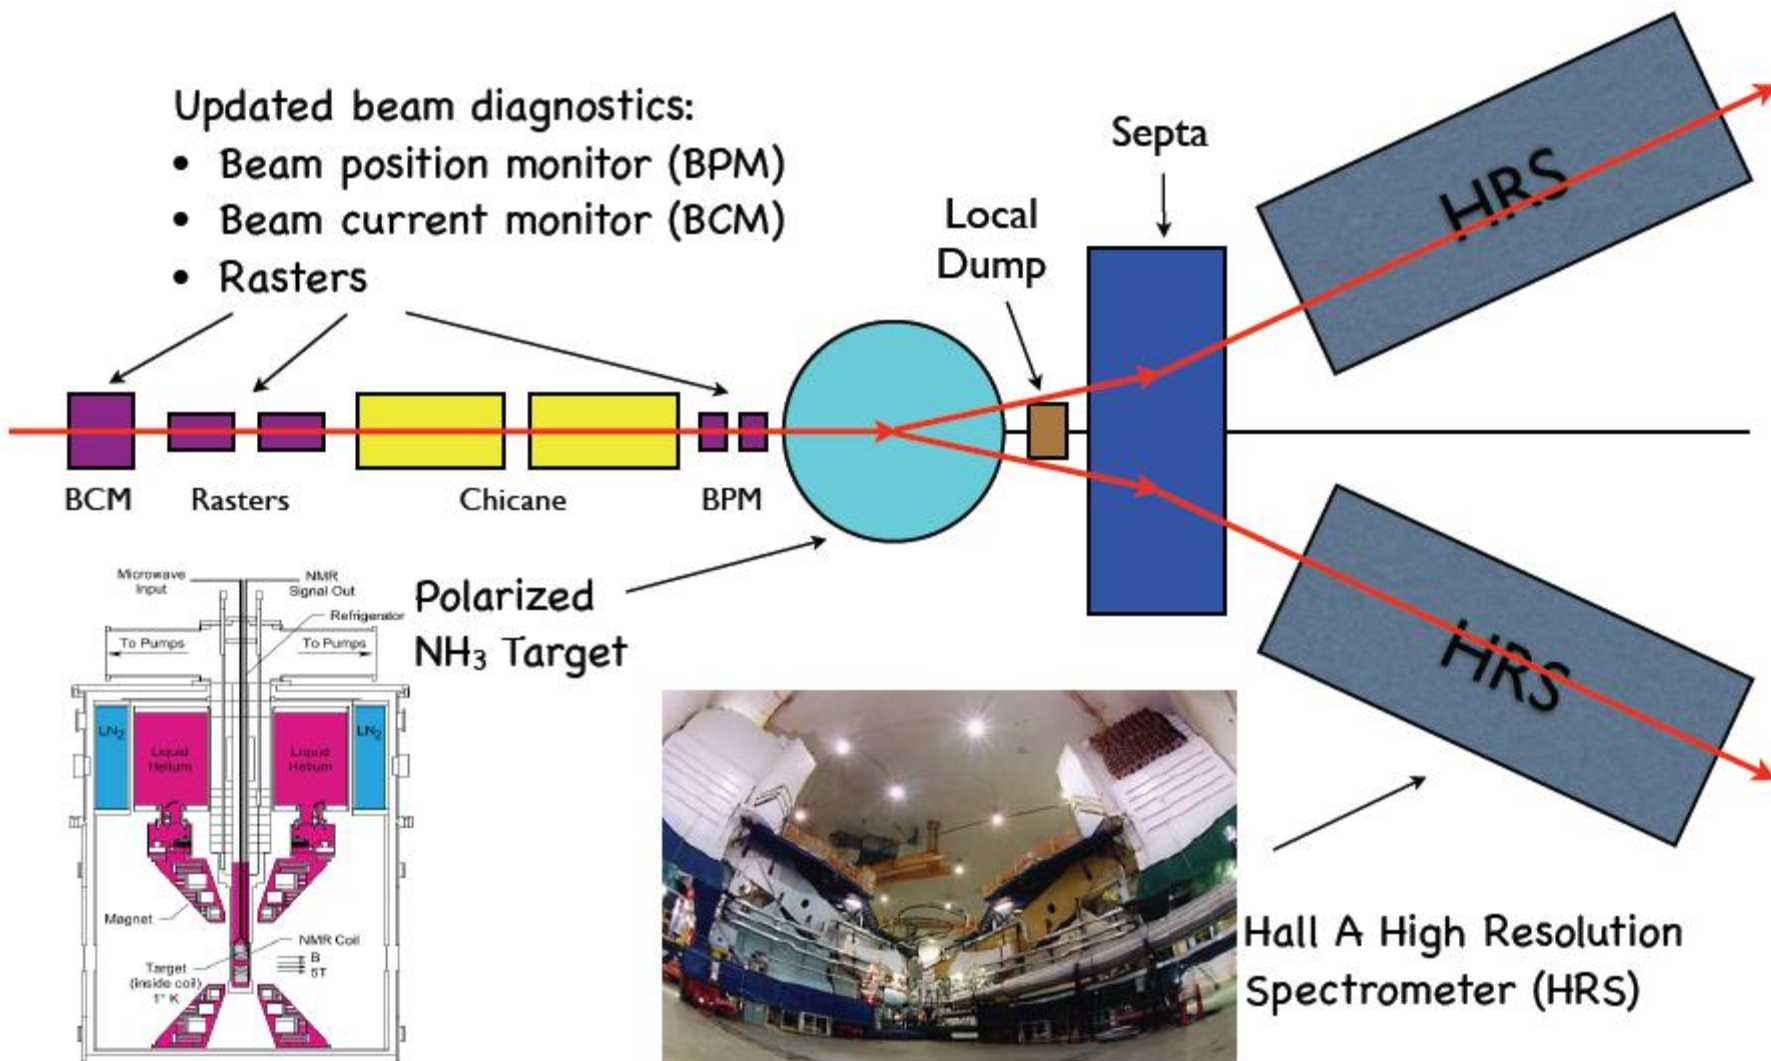 Updated beam diagnostics:
• Beam position monitor (BPM)
• Beam current monitor (BCM)
• Rasters
Septa
Local
Dump
HRS
BCM
Rasters
Chicane
BPM
Polarized
NH₃ Target
HRS
Hall A High Resolution
Spectrometer (HRS)
Microwave
Input
NMR
Signal Out
Refrigerator
To Pumps
To Pumps
LN₂
Liquid
Helium
Liquid
Helium
LN₂
Magnet
NMR Coil
Target
(inside coil)
1° K
B
5T